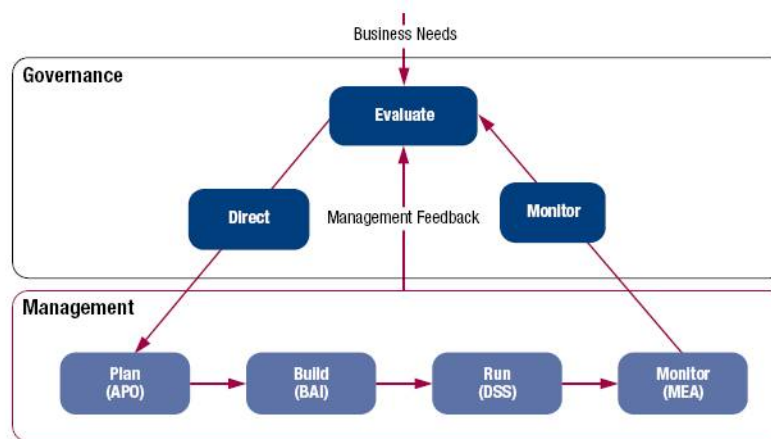 Business Needs
Governance
Evaluate
Direct
Management Feedback
Monitor
Management
Plan
(APO)
Build
(BAI)
Run
(DSS)
Monitor
(MEA)